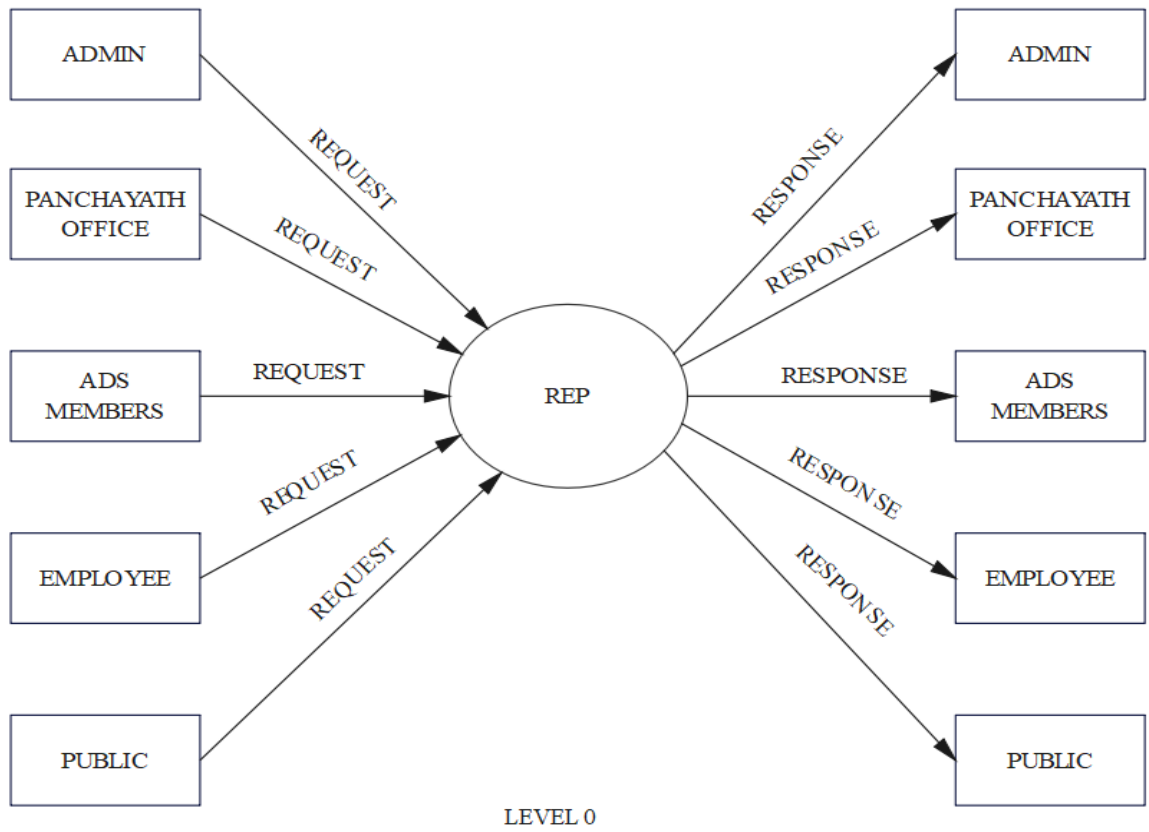 ADMIN
REQUEST
PANCHAYATH
OFFICE
REQUEST
ADS
MEMBERS
REQUEST
EMPLOYEE
REQUEST
PUBLIC
REQUEST
REP
RESPONSE
ADMIN
RESPONSE
PANCHAYATH
OFFICE
RESPONSE
ADS
MEMBERS
RESPONSE
EMPLOYEE
RESPONSE
PUBLIC
LEVEL 0